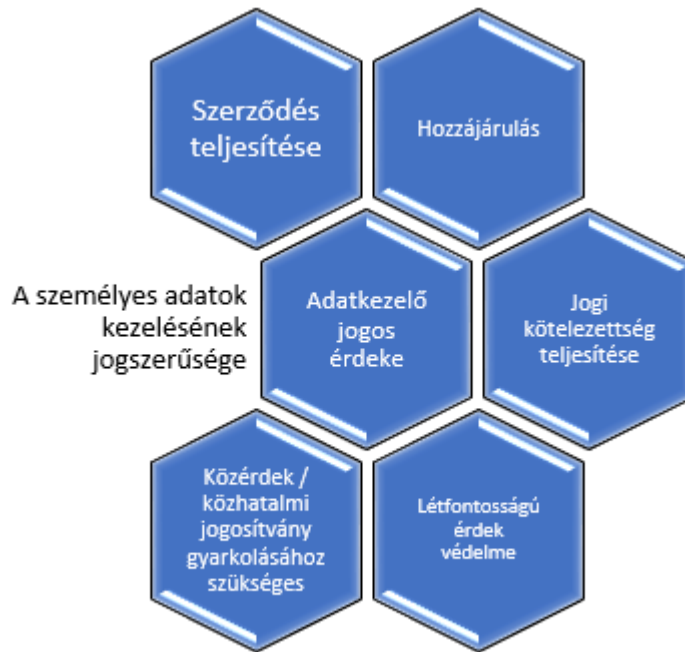 Szerződés
teljesítése
Hozzájárulás
A személyes adatok
kezelésének
jogszerűsége
Adatkezelő
jogos
érdeke
Jogi
kötelezettség
teljesítése
Közérdek /
közhatalmi
jogosítvány
gyarkolásához
szükséges
Létfontosságú
érdek
védelme